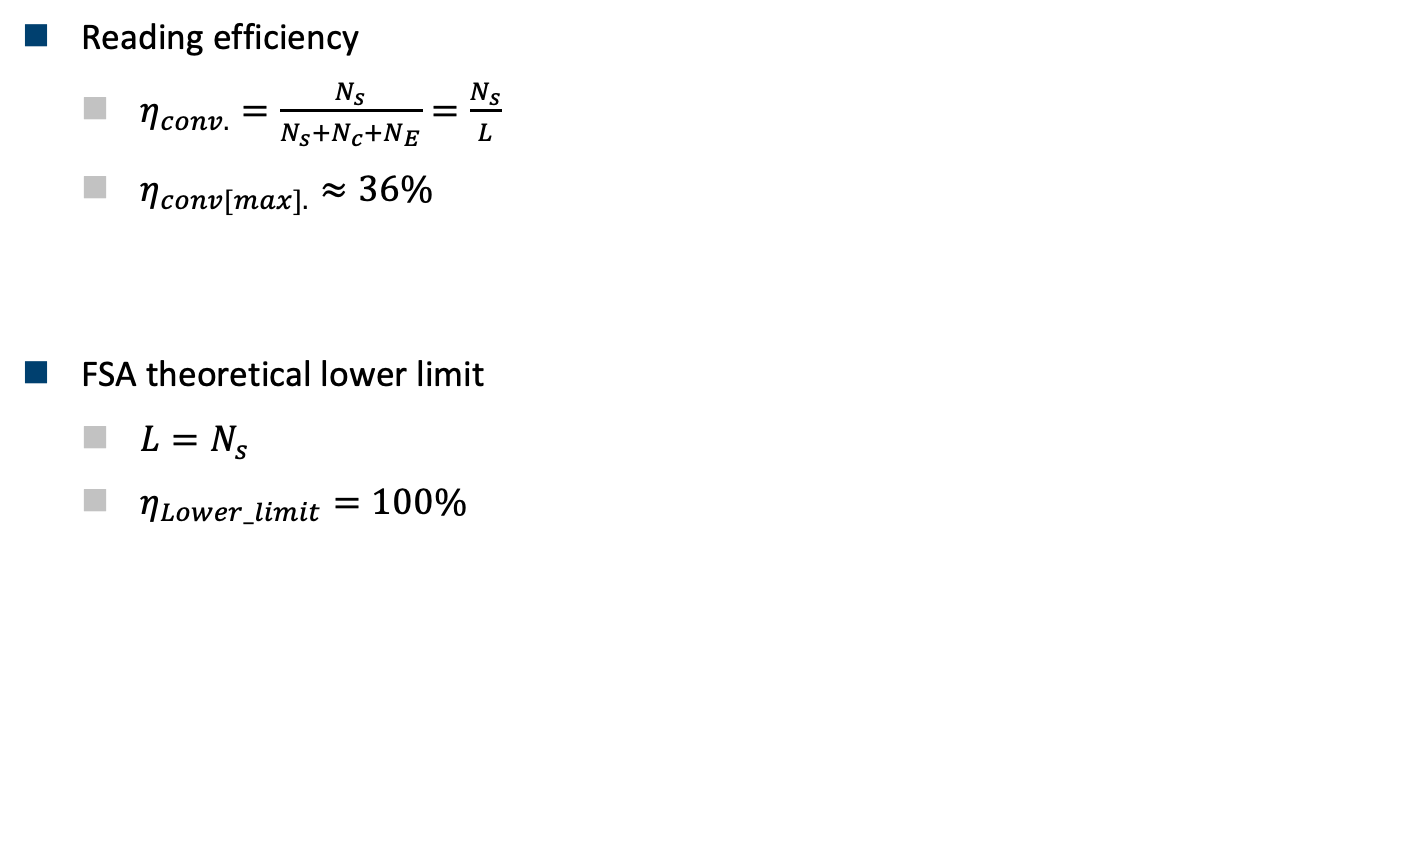 Reading efficiency
η_conv. = N_S / (N_S+N_c+N_E) = N_S / L
η_conv[max]. ≈ 36%
FSA theoretical lower limit
L = N_s
η_Lower_limit = 100%